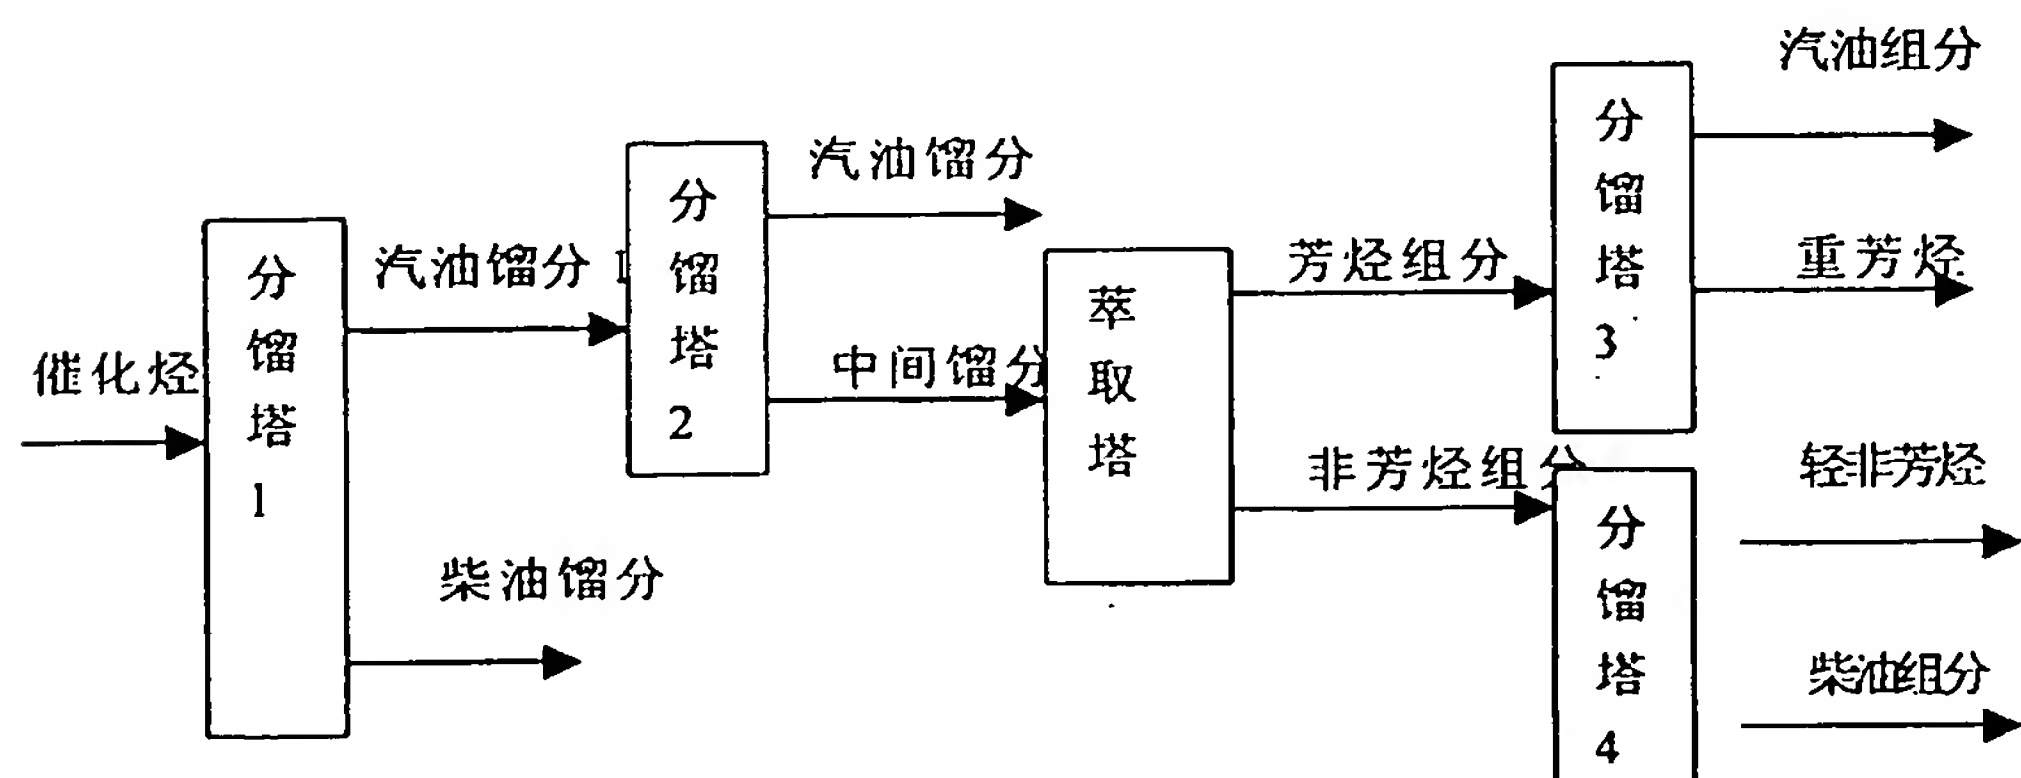 催化烃
分馏塔1
汽油馏分
柴油馏分
分馏塔2
汽油馏分
中间馏分
萃取塔
芳烃组分
非芳烃组分
分馏塔3
汽油组分
重芳烃
分馏塔4
轻非芳烃
柴油组分